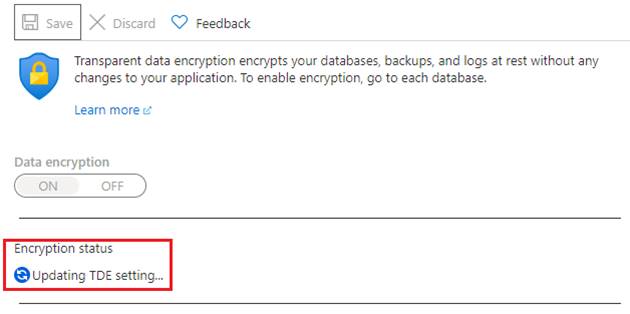 Save Discard Feedback
Transparent data encryption encrypts your databases, backups, and logs at rest without any
changes to your application. To enable encryption, go to each database.
Learn more
Data encryption
ON OFF
Encryption status
Updating TDE setting...